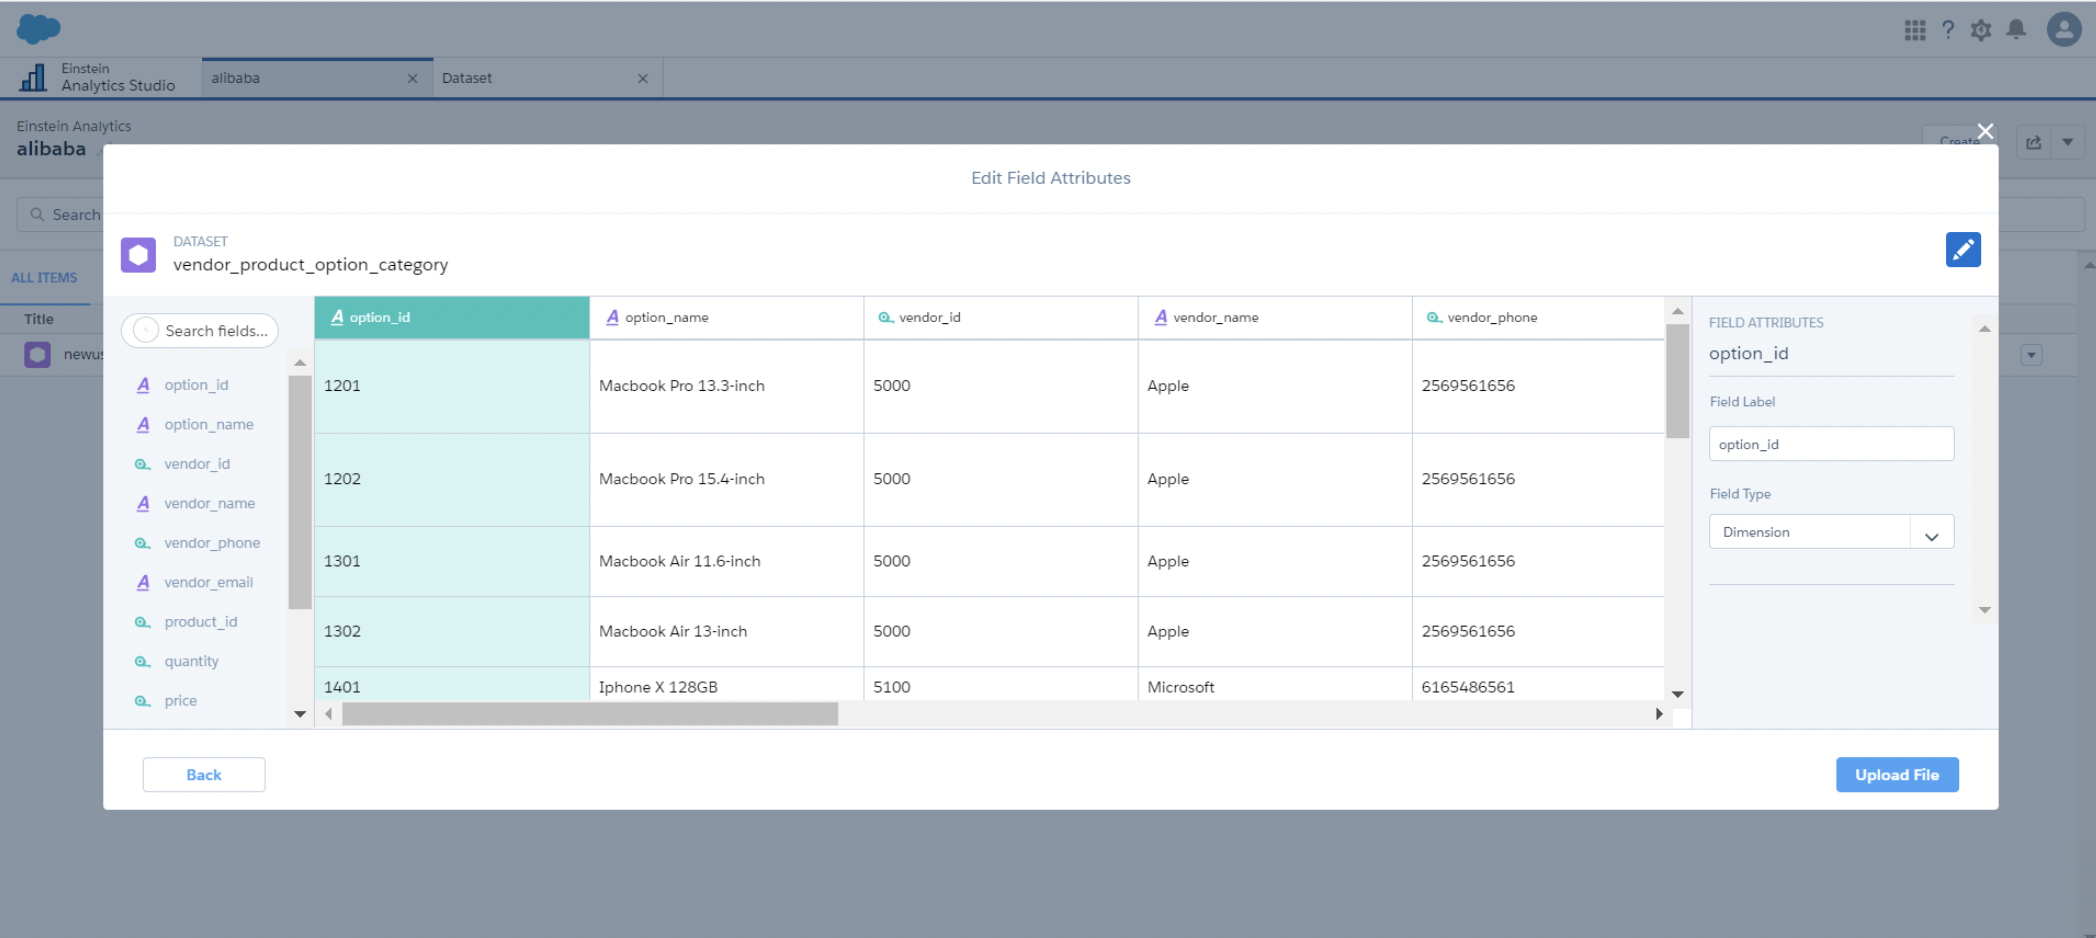 Einstein
Analytics Studio
alibaba
Dataset
Einstein Analytics
alibaba
Create
Edit Field Attributes
Search
DATASET
vendor_product_option_category
ALL ITEMS
Title
newus
Search fields...
option_id
option_name
vendor_id
vendor_name
vendor_phone
vendor_email
product_id
quantity
price
option_id option_name vendor_id vendor_name vendor_phone
1201 Macbook Pro 13.3-inch 5000 Apple 2569561656
1202 Macbook Pro 15.4-inch 5000 Apple 2569561656
1301 Macbook Air 11.6-inch 5000 Apple 2569561656
1302 Macbook Air 13-inch 5000 Apple 2569561656
1401 Iphone X 128GB 5100 Microsoft 6165486561
FIELD ATTRIBUTES
option_id
Field Label
option_id
Field Type
Dimension
Back
Upload File